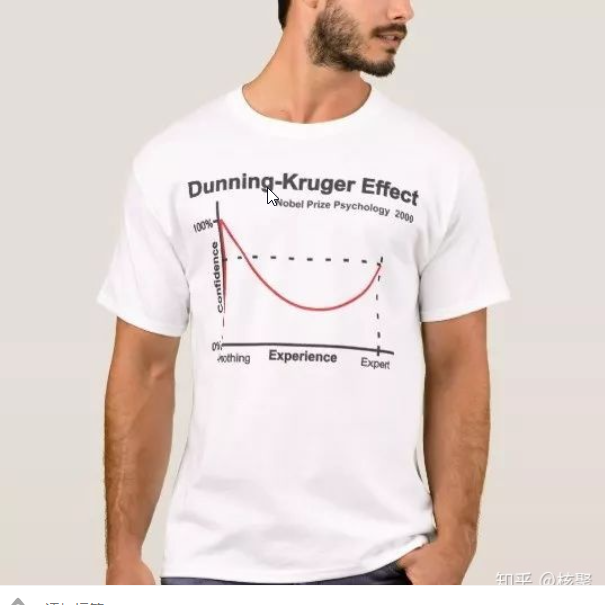 Dunning-Kruger Effect
Nobel Prize Psychology 2000
100%
Confidence
0%
Nothing
Experience
Expert
知乎 @核聚